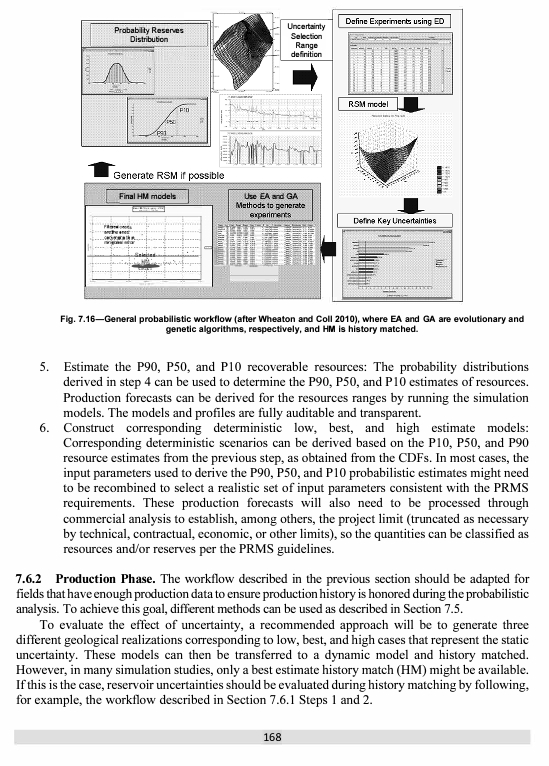 Probability Reserves
Distribution
P10
P50
P90
Uncertainty
Selection
Range
definition
Define Experiments using ED
RSM model
Generate RSM if possible
Final HM models
Selected
Use EA and GA
Methods to generate
experiments
Define Key Uncertainties
Fig. 7.16—General probabilistic workflow (after Wheaton and Coll 2010), where EA and GA are evolutionary and
genetic algorithms, respectively, and HM is history matched.
5. Estimate the P90, P50, and P10 recoverable resources: The probability distributions
derived in step 4 can be used to determine the P90, P50, and P10 estimates of resources.
Production forecasts can be derived for the resources ranges by running the simulation
models. The models and profiles are fully auditable and transparent.
6. Construct corresponding deterministic low, best, and high estimate models:
Corresponding deterministic scenarios can be derived based on the P10, P50, and P90
resource estimates from the previous step, as obtained from the CDFs. In most cases, the
input parameters used to derive the P90, P50, and P10 probabilistic estimates might need
to be recombined to select a realistic set of input parameters consistent with the PRMS
requirements. These production forecasts will also need to be processed through
commercial analysis to establish, among others, the project limit (truncated as necessary
by technical, contractual, economic, or other limits), so the quantities can be classified as
resources and/or reserves per the PRMS guidelines.
7.6.2 Production Phase. The workflow described in the previous section should be adapted for
fields that have enough production data to ensure production history is honored during the probabilistic
analysis. To achieve this goal, different methods can be used as described in Section 7.5.
To evaluate the effect of uncertainty, a recommended approach will be to generate three
different geological realizations corresponding to low, best, and high cases that represent the static
uncertainty. These models can then be transferred to a dynamic model and history matched.
However, in many simulation studies, only a best estimate history match (HM) might be available.
If this is the case, reservoir uncertainties should be evaluated during history matching by following,
for example, the workflow described in Section 7.6.1 Steps 1 and 2.
168